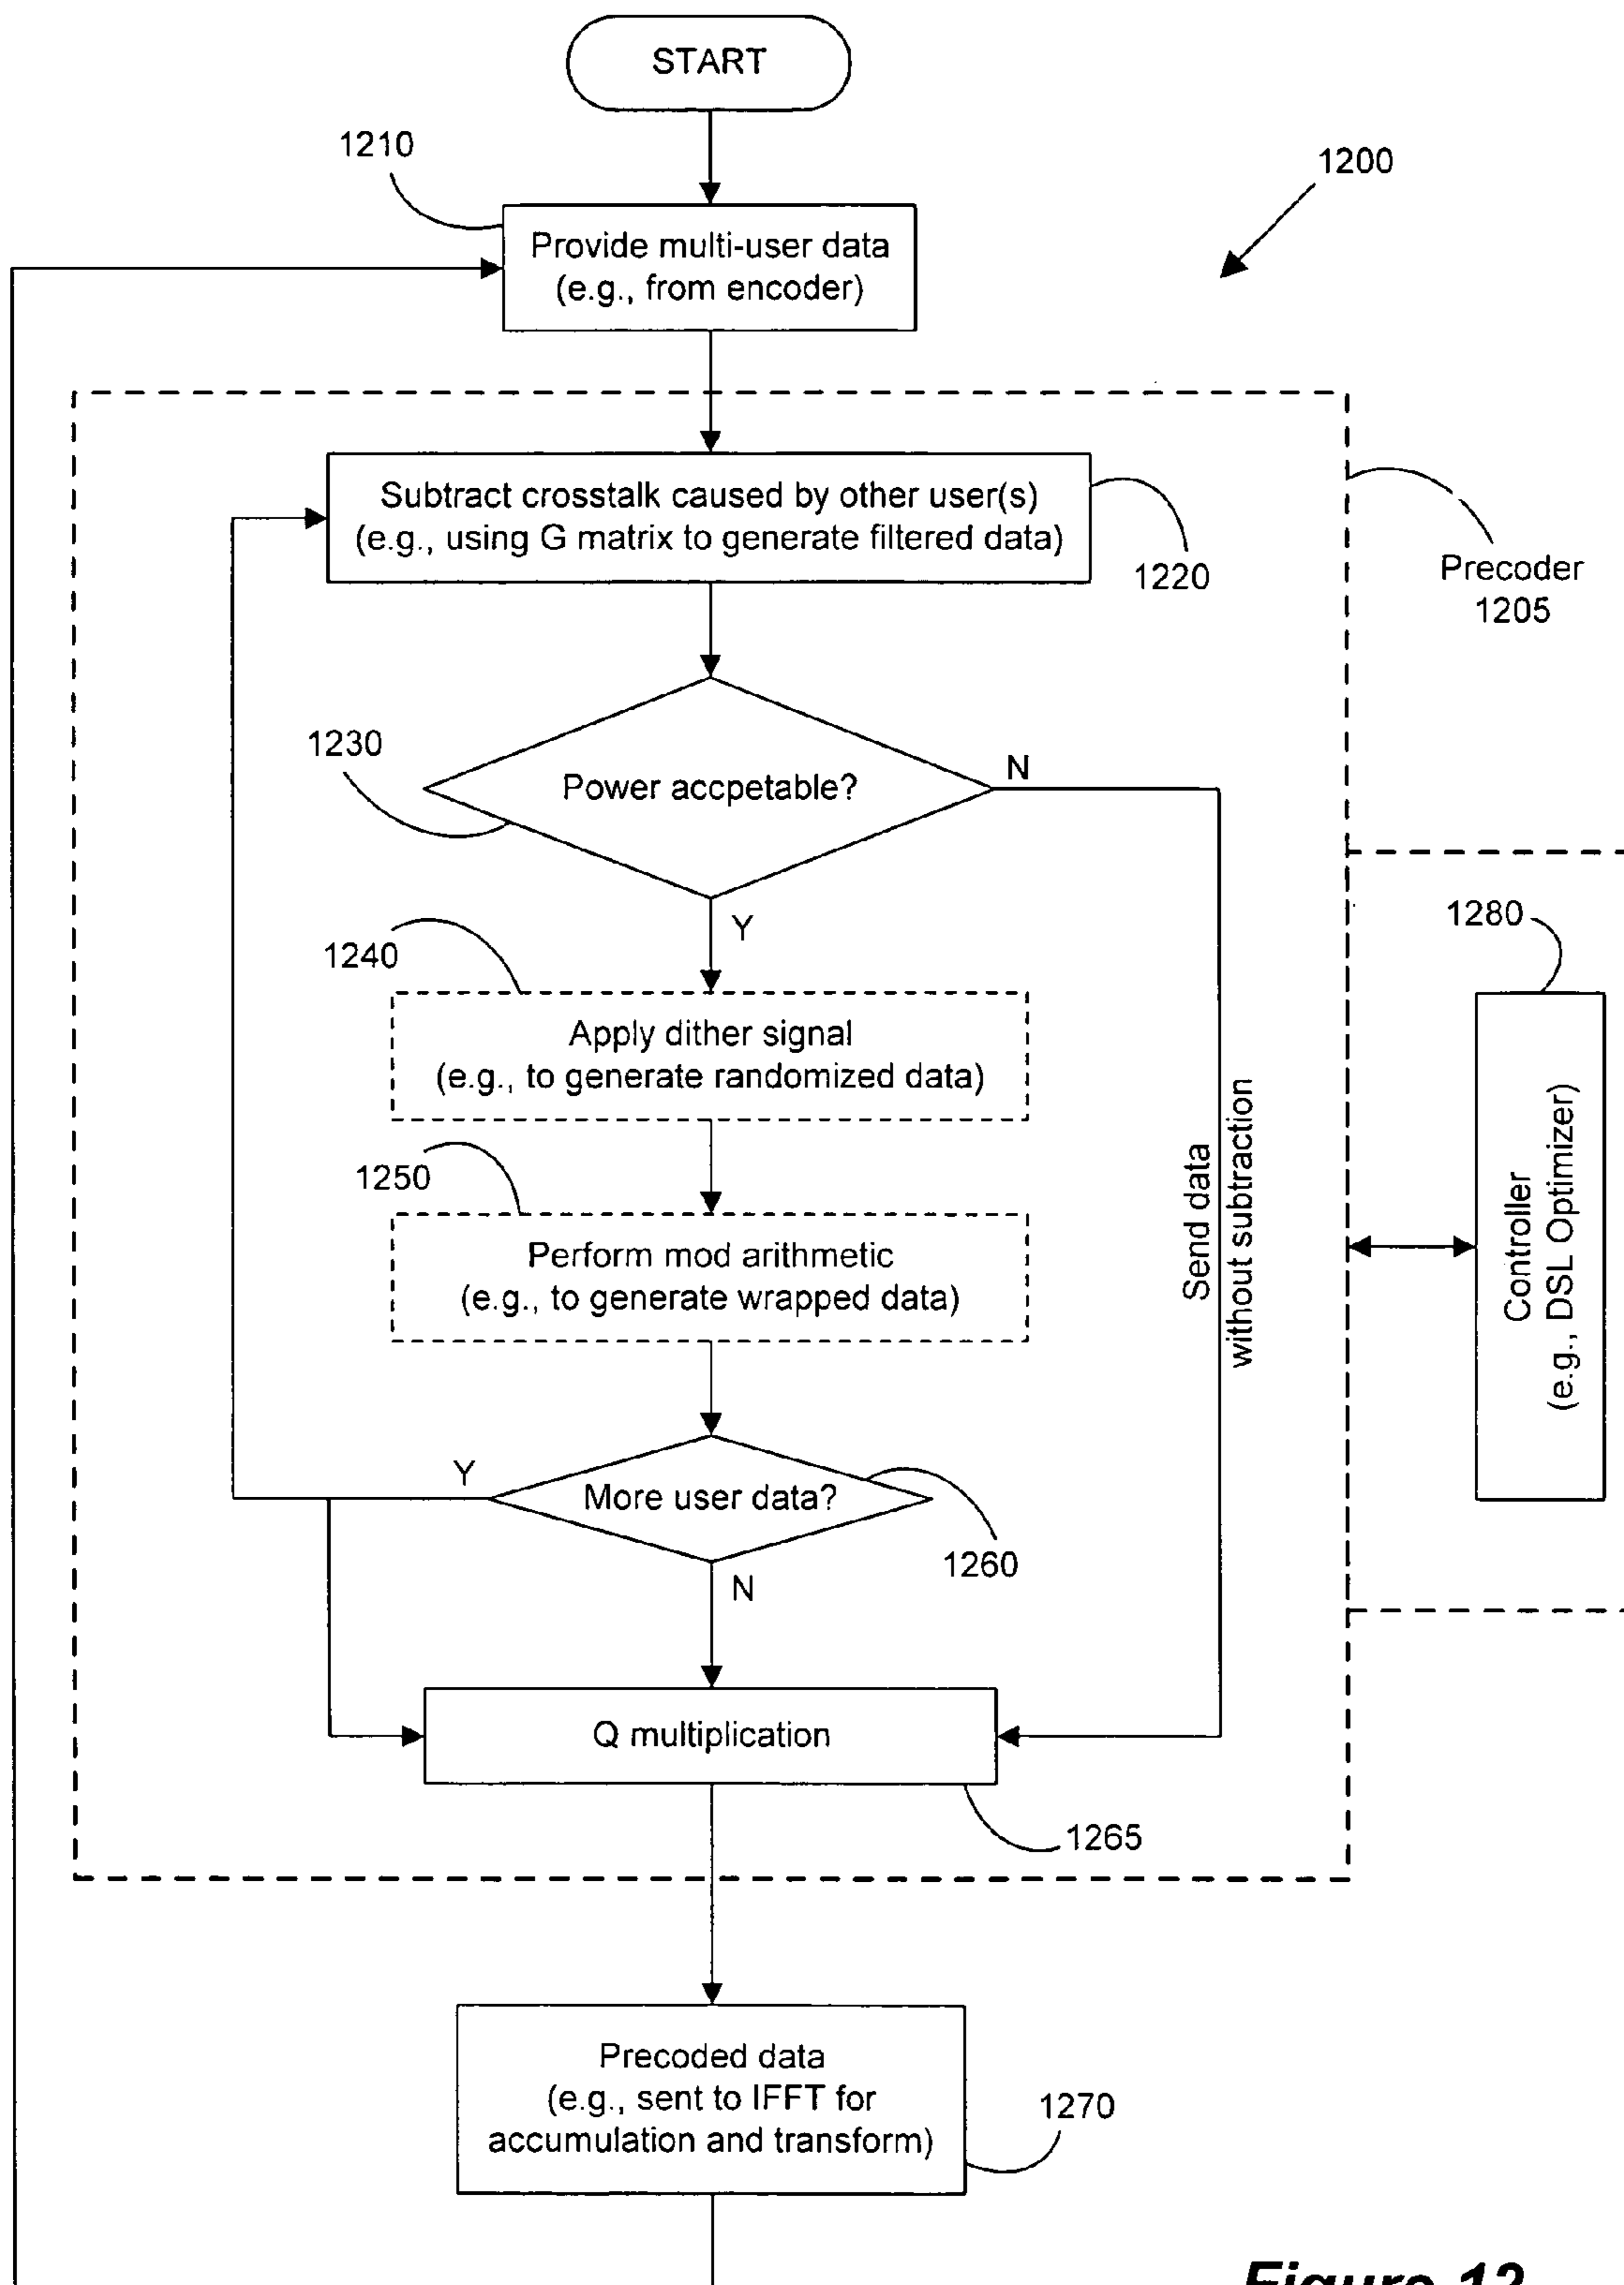 START
1210
1200
Provide multi-user data
(e.g., from encoder)
Subtract crosstalk caused by other user(s)
(e.g., using G matrix to generate filtered data)
1220
Precoder
1205
1230
Power accpetable?
N
Y
1240
Apply dither signal
(e.g., to generate randomized data)
1280
Controller
(e.g., DSL Optimizer)
Send data
without subtraction
1250
Perform mod arithmetic
(e.g., to generate wrapped data)
Y
More user data?
1260
N
Q multiplication
1265
Precoded data
(e.g., sent to IFFT for
accumulation and transform)
1270
Figure 12